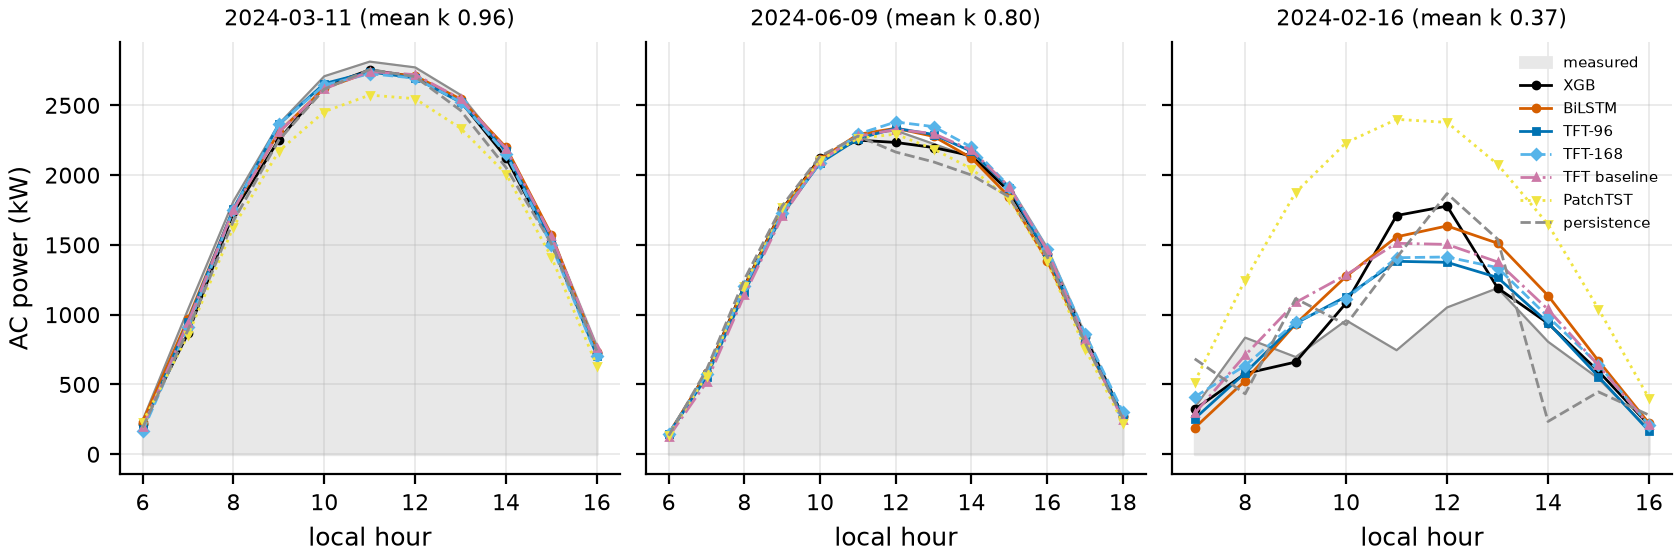 2024-03-11 (mean k 0.96)
2024-06-09 (mean k 0.80)
2024-02-16 (mean k 0.37)
AC power (kW)
2500
2000
1500
1000
500
0
6 8 10 12 14 16
local hour
6 8 10 12 14 16 18
local hour
8 10 12 14 16
local hour
measured
XGB
BiLSTM
TFT-96
TFT-168
TFT baseline
PatchTST
persistence